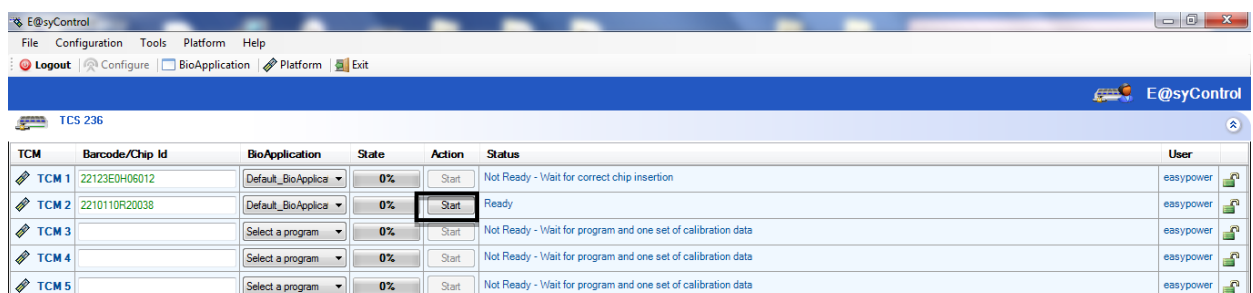 E@syControl
File Configuration Tools Platform Help
Logout Configure BioApplication Platform Exit
E@syControl
TCS 236
TCM Barcode/Chip Id BioApplication State Action Status User
TCM 1 22123E0H06012 Default_BioApplica 0% Start Not Ready - Wait for correct chip insertion easypower
TCM 2 2210110R20038 Default_BioApplica 0% Start Ready easypower
TCM 3 Select a program 0% Start Not Ready - Wait for program and one set of calibration data easypower
TCM 4 Select a program 0% Start Not Ready - Wait for program and one set of calibration data easypower
TCM 5 Select a program 0% Start Not Ready - Wait for program and one set of calibration data easypower